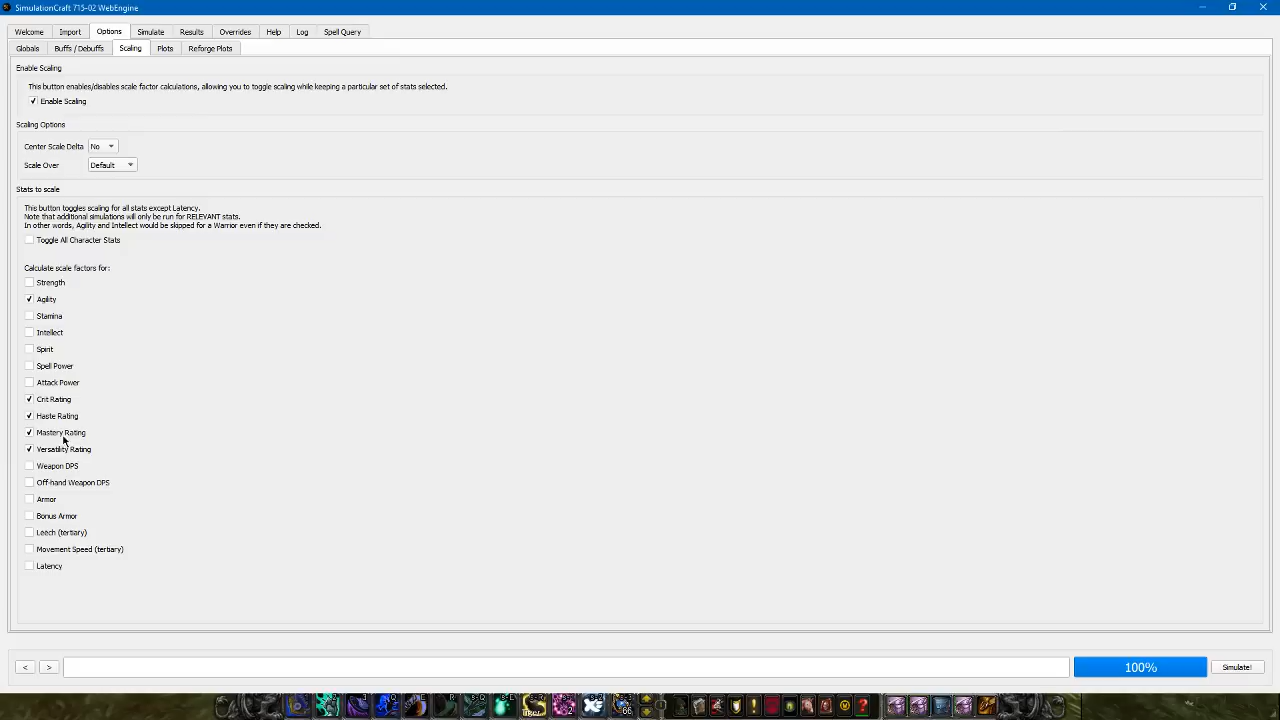 SimulationCraft 715-02 WebEngine
Welcome Import Options Simulate Results Overrides Help Log Spell Query
Globals Buffs / Debuffs Scaling Plots Reforge Plots
Enable Scaling
This button enables/disables scale factor calculations, allowing you to toggle scaling while keeping a particular set of stats selected.
Enable Scaling
Scaling Options
Center Scale Delta No
Scale Over Default
Stats to scale
This button toggles scaling for all stats except Latency.
Note that additional simulations will only be run for RELEVANT stats.
In other words, Agility and Intellect would be skipped for a Warrior even if they are checked.
Toggle All Character Stats
Calculate scale factors for:
Strength
Agility
Stamina
Intellect
Spirit
Spell Power
Attack Power
Crit Rating
Haste Rating
Mastery Rating
Versatility Rating
Weapon DPS
Off-hand Weapon DPS
Armor
Bonus Armor
Leech (tertiary)
Movement Speed (tertiary)
Latency
< > 100% Simulate!